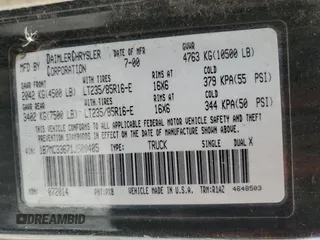 MFD BY DAIMLERCHRYSLER CORPORATION
DATE OF MFR 7-00
GVWR 4763 KG(10500 LB)
GAWR FRONT WITH TIRES RIMS AT COLD
2042 KG(4500 LB) LT235/85R16-E 16X6 379 KPA(55 PSI)
GAWR REAR WITH TIRES RIMS AT COLD
3402 KG(7500 LB) LT235/85R16-E 16X6 344 KPA(50 PSI)
THIS VEHICLE CONFORMS TO ALL APPLICABLE FEDERAL MOTOR VEHICLE SAFETY STANDARDS IN EFFECT ON THE DATE OF MANUFACTURE SHOWN ABOVE.
VIN: TYPE: TRUCK SINGLE DUAL X
MDH: 072014 VEHICLE MADE IN U.S.A. 4648503
DREAMBID